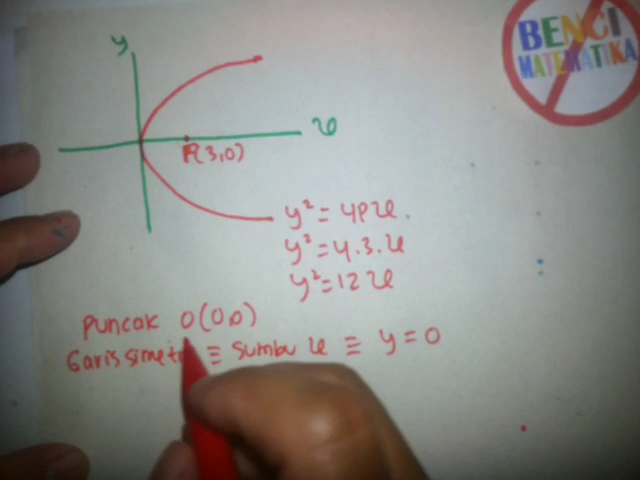 BENCI
MATEMATIKA
y
x
F(3,0)
y² = 4px.
y² = 4.3.x
y² = 12x
Puncak O(0,0)
Garis simetri ≡ sumbu x ≡ y = 0